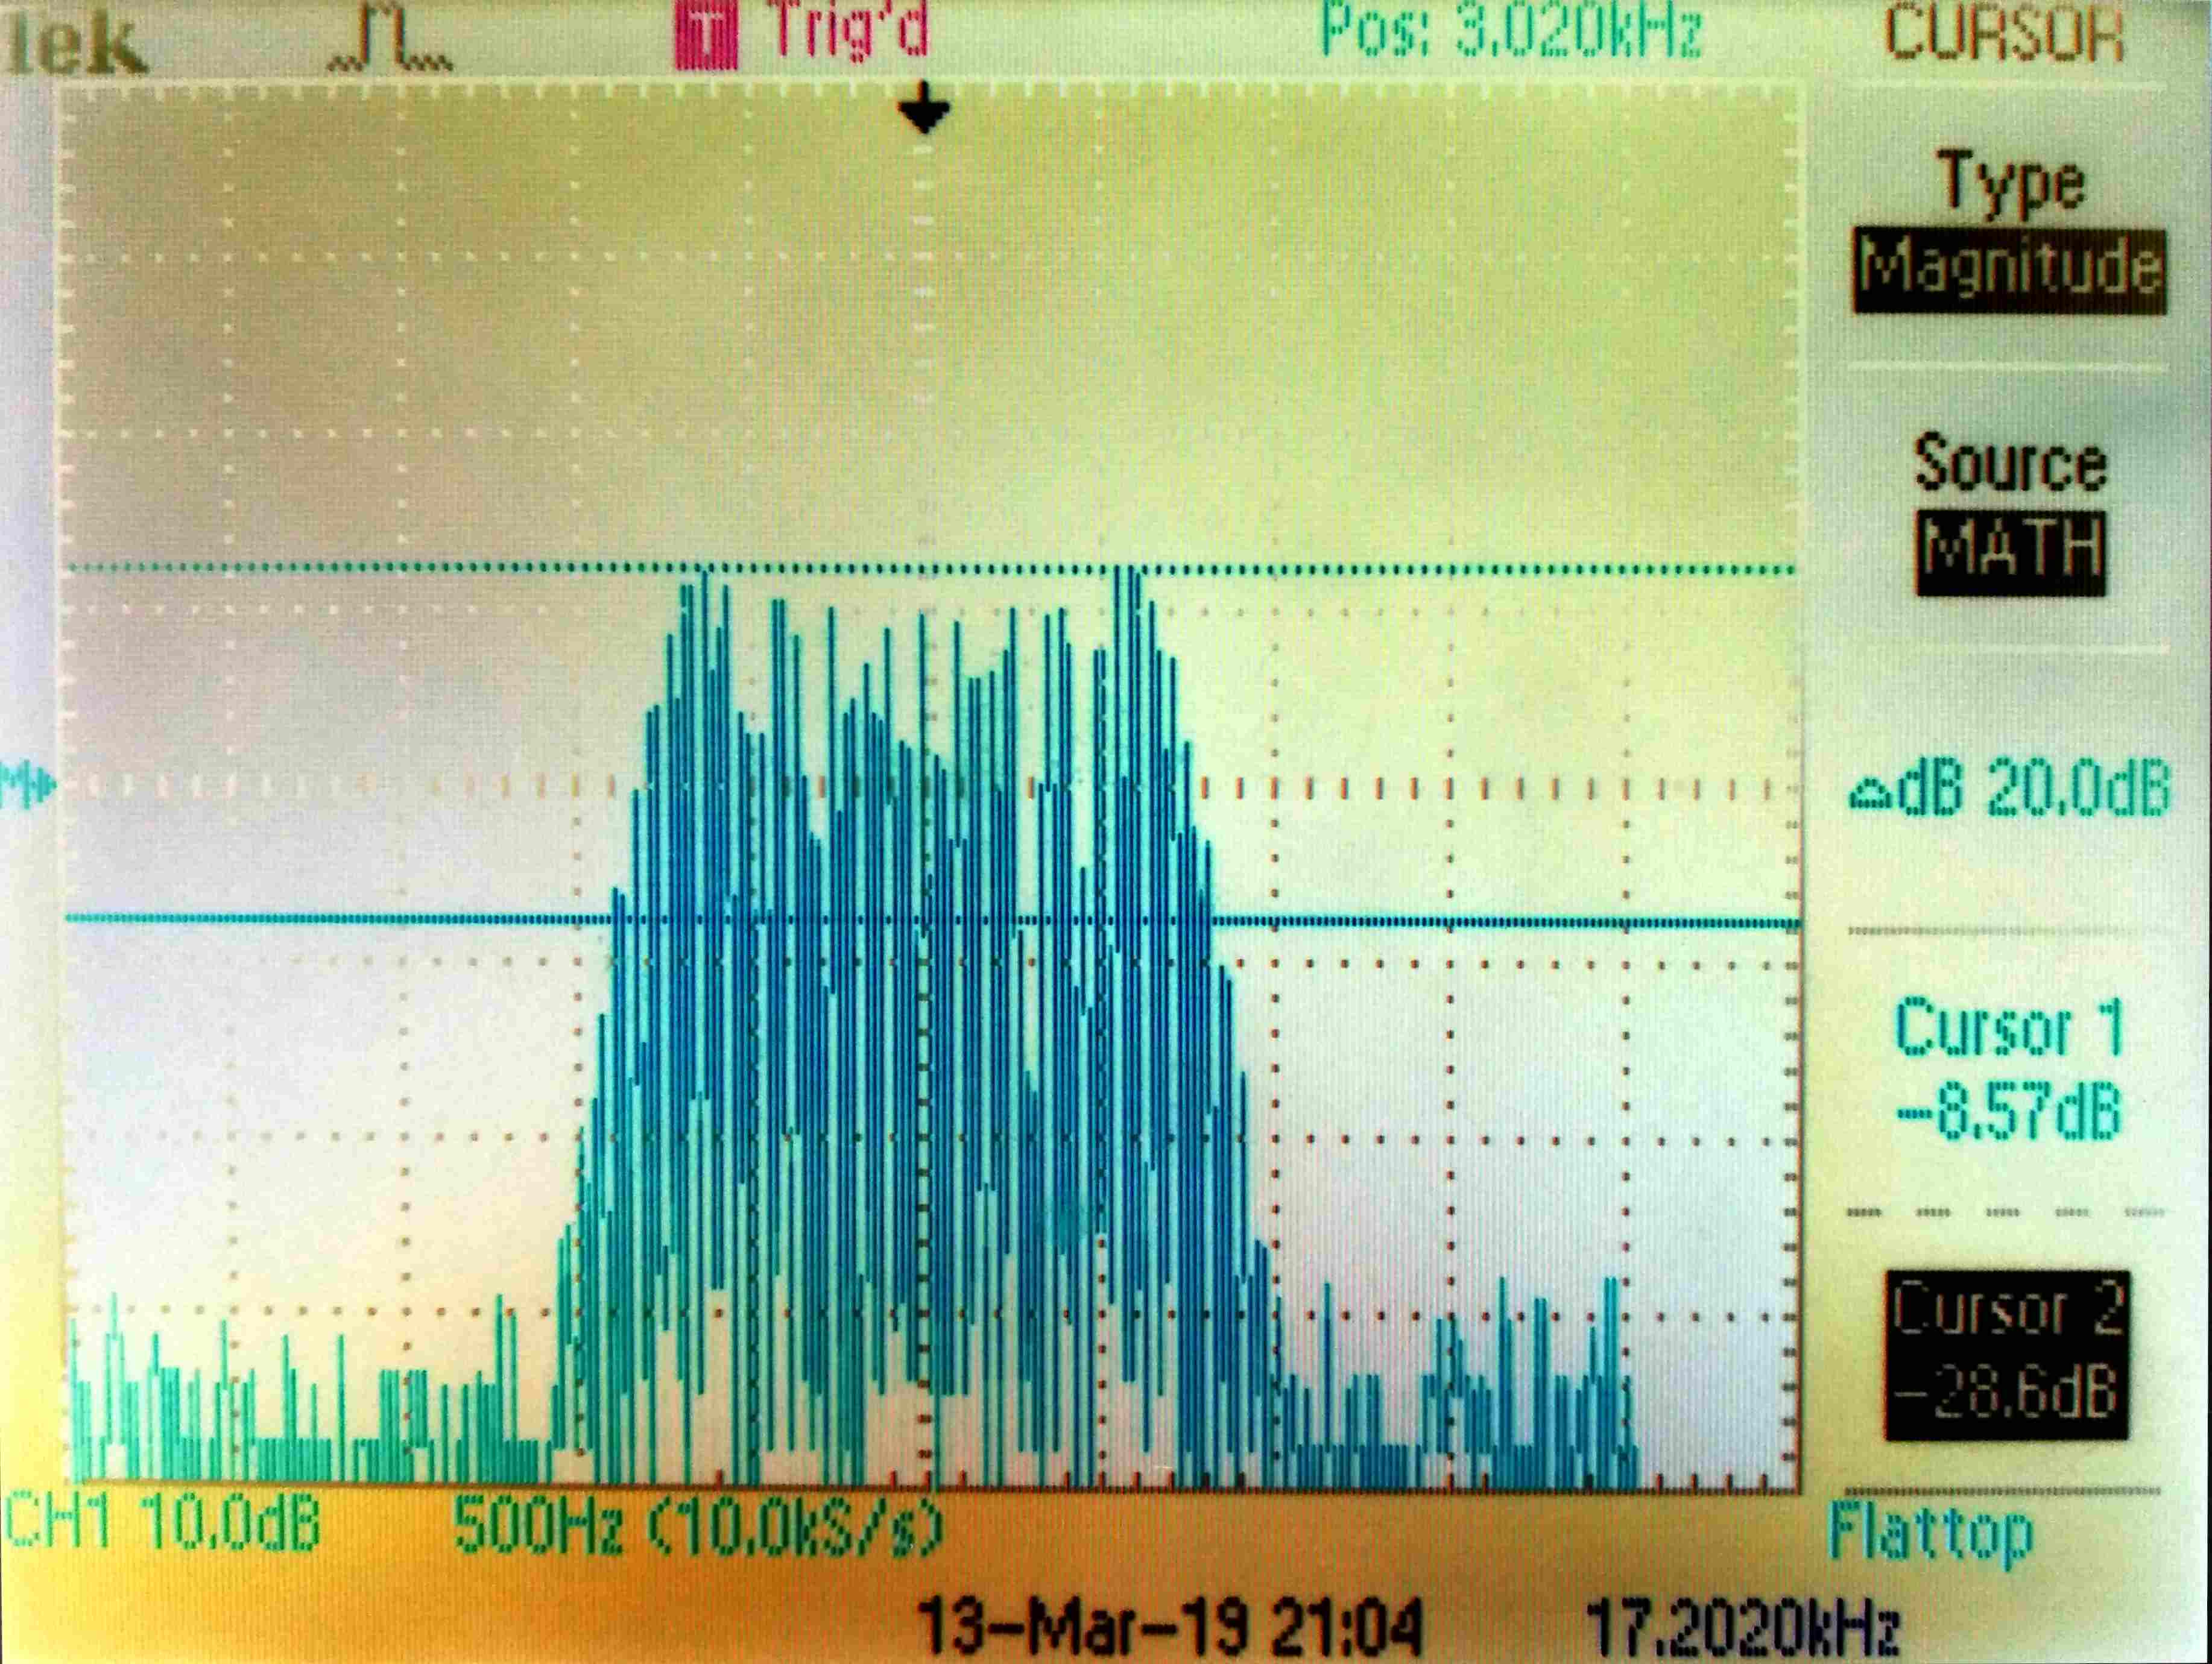 Tek T Trig'd Pos: 3.020kHz CURSOR
Type
Magnitude
Source
MATH
M
dB 20.0dB
Cursor 1
-8.57dB
Cursor 2
-28.6dB
CH1 10.0dB 500Hz (10.0kS/s) Flattop
13-Mar-19 21:04 17.2020kHz